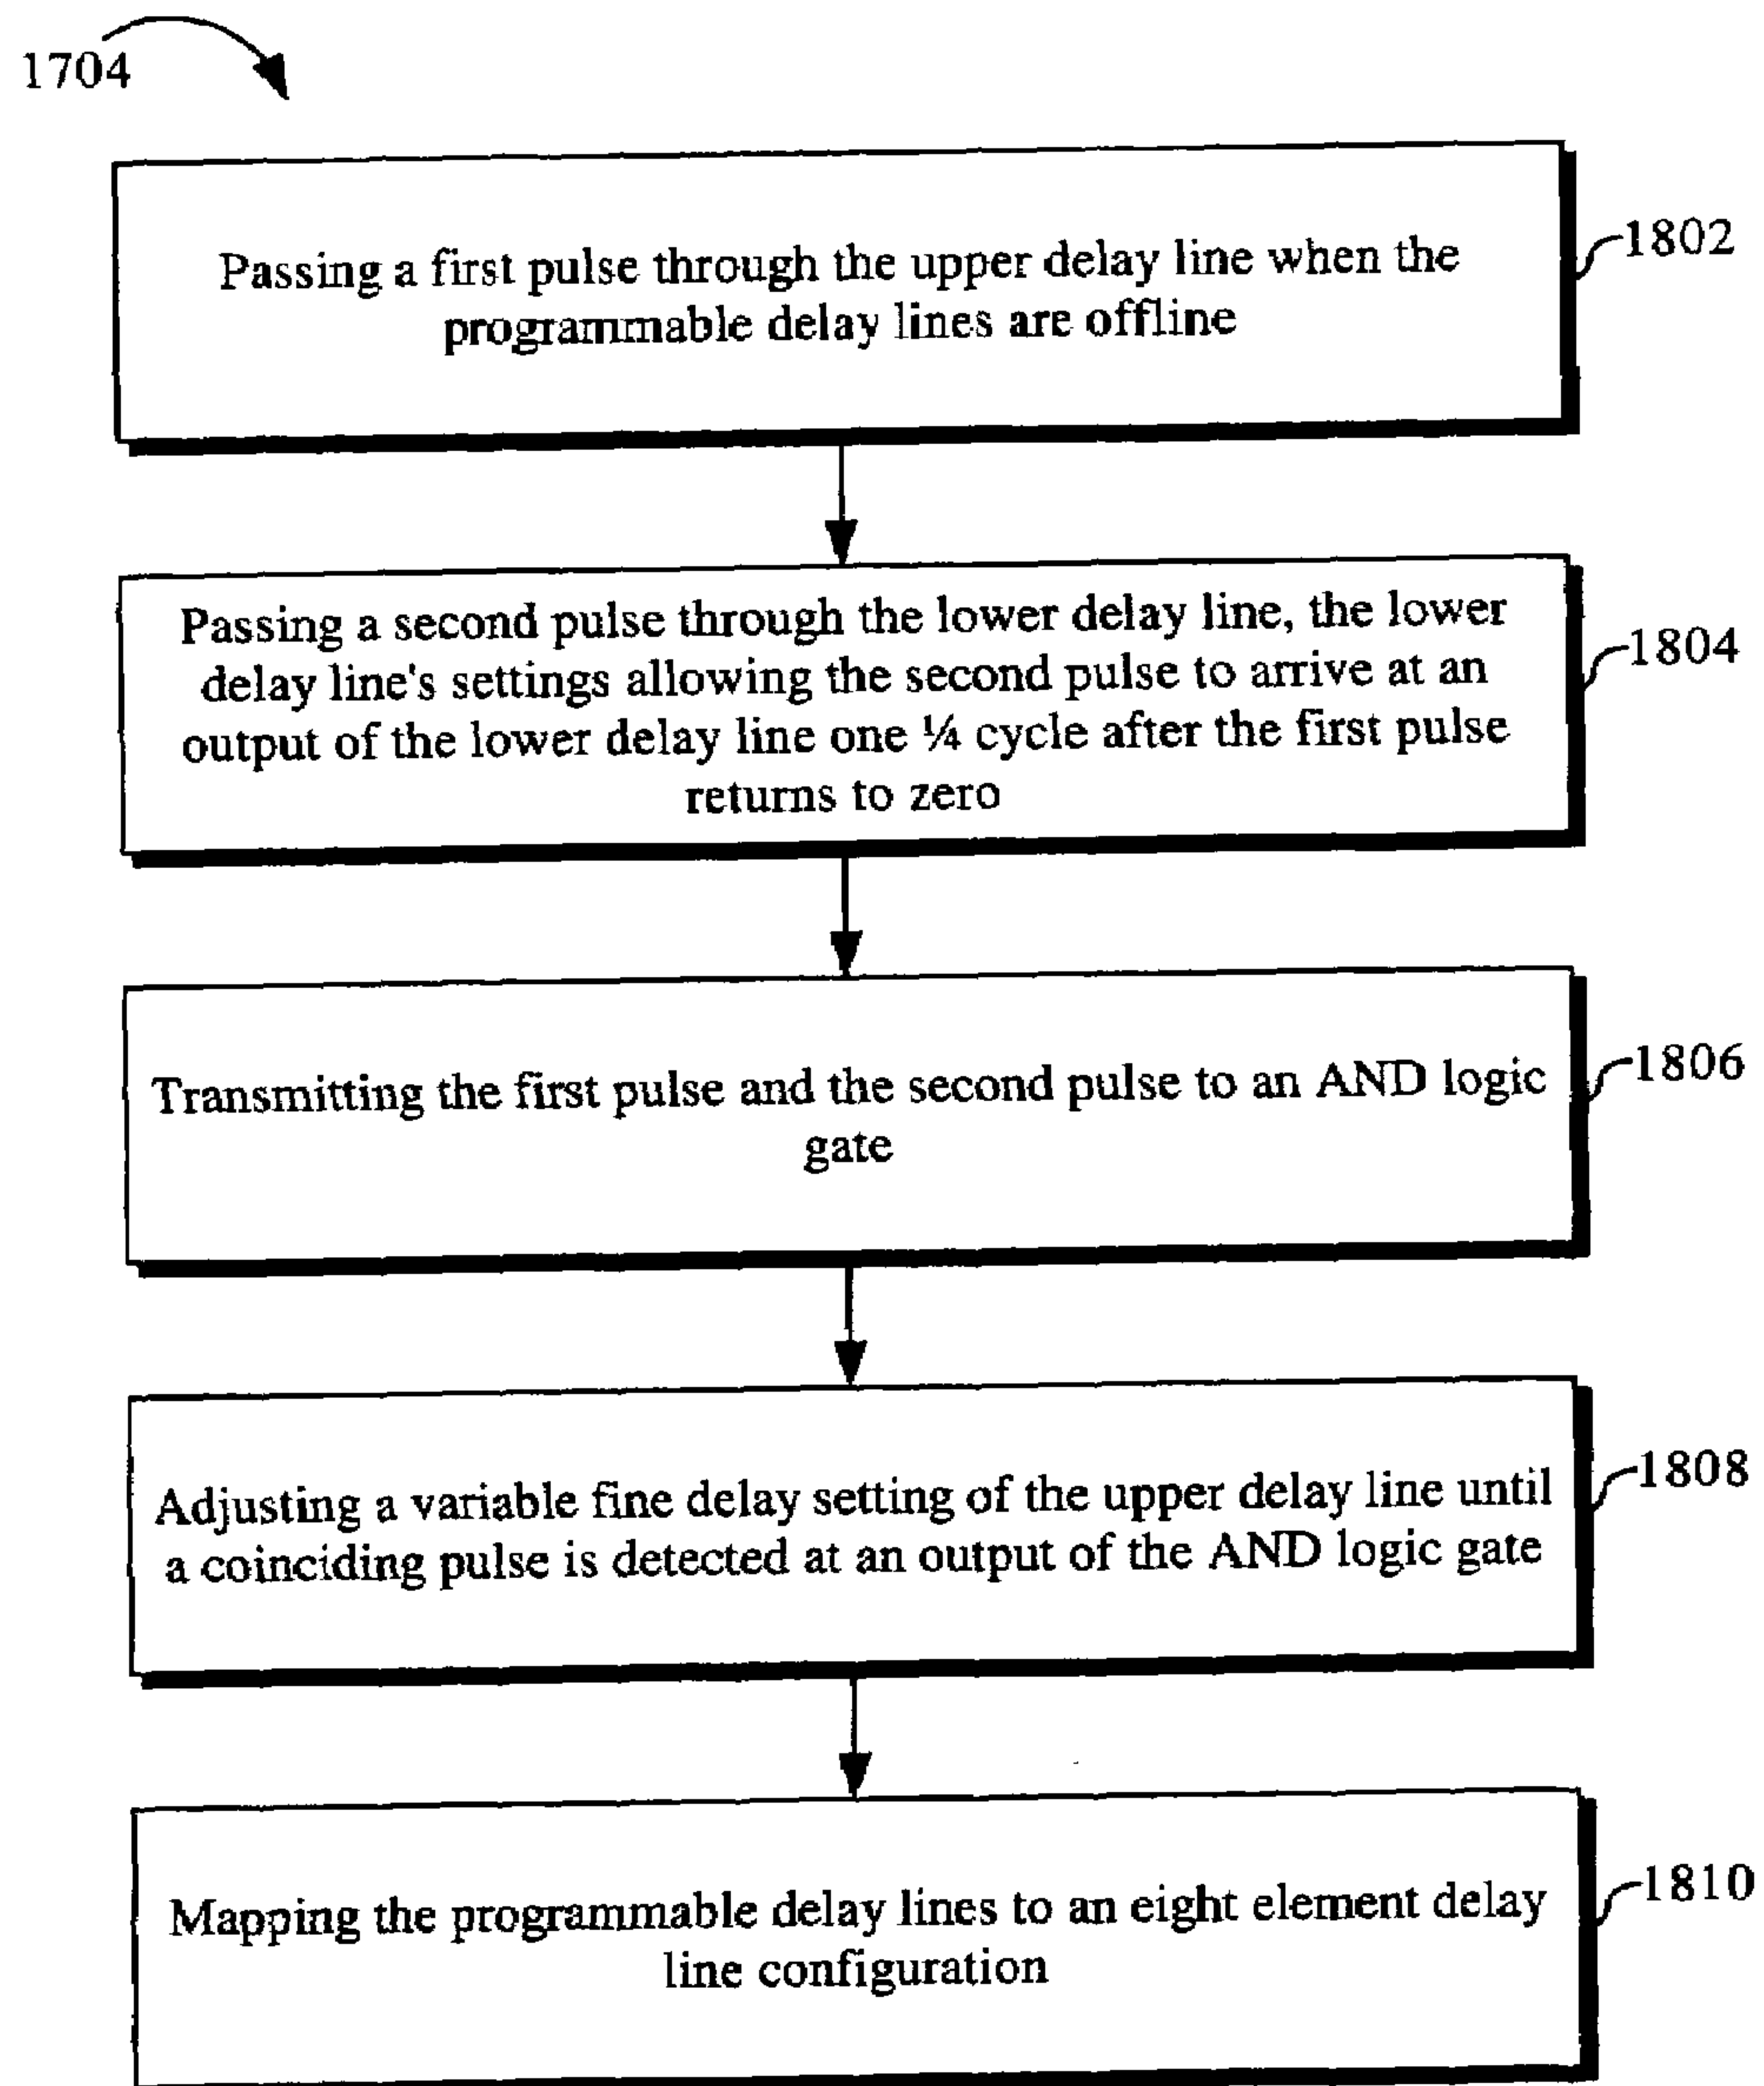 1704
Passing a first pulse through the upper delay line when the
programmable delay lines are offline
1802
Passing a second pulse through the lower delay line, the lower
delay line's settings allowing the second pulse to arrive at an
output of the lower delay line one ¼ cycle after the first pulse
returns to zero
1804
Transmitting the first pulse and the second pulse to an AND logic
gate
1806
Adjusting a variable fine delay setting of the upper delay line until
a coinciding pulse is detected at an output of the AND logic gate
1808
Mapping the programmable delay lines to an eight element delay
line configuration
1810